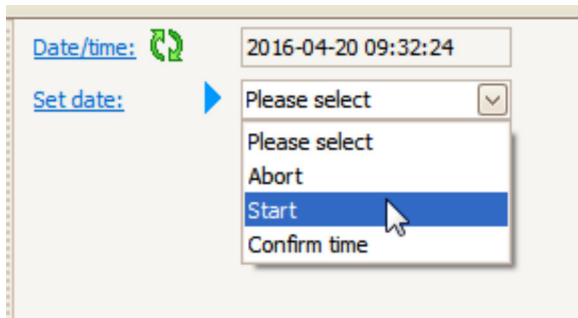 Date/time: 2016-04-20 09:32:24
Set date: Please select
Please select
Abort
Start
Confirm time